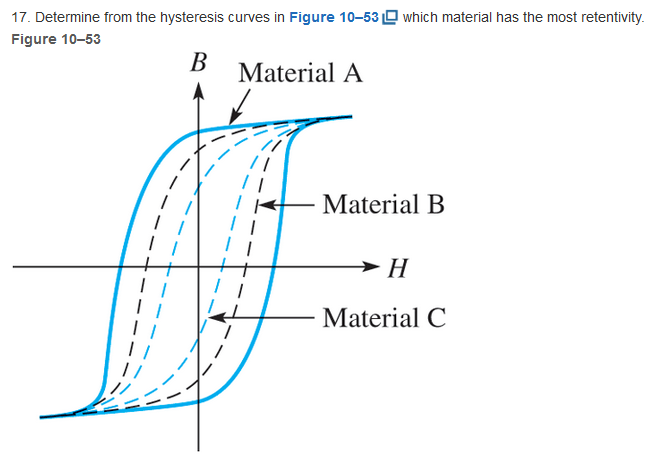 17. Determine from the hysteresis curves in Figure 10–53 which material has the most retentivity.
Figure 10–53
B
Material A
Material B
H
Material C